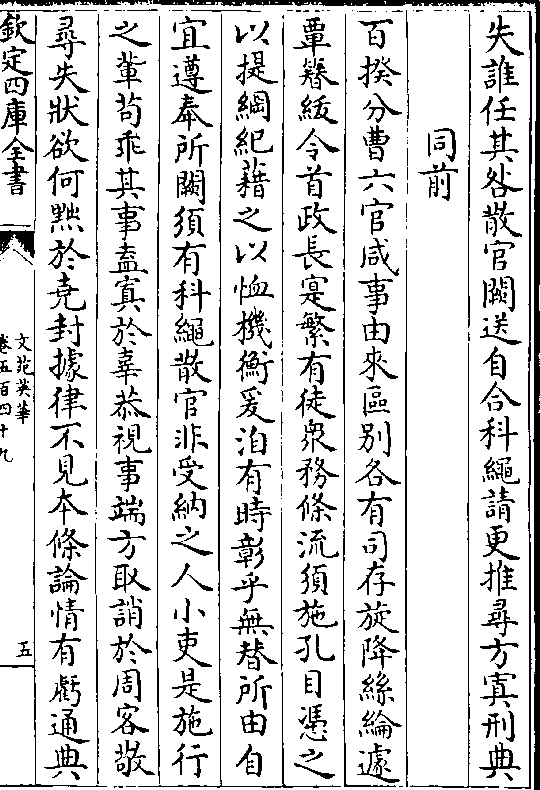 失誰任其咎散官闕送自合科繩請更推尋方寘刑典
同前
百揆分曹六官咸事由來區别各有司存旋降絲綸遽
覃簮紱令首政長寔繁有徒衆務條流須施孔目憑之
以提綱紀藉之以恤機衡爰洎有時彰乎無替所由自
宜遵奉所闕須有科繩散官非受納之人小吏是施行
之輩苟乖其事盍寘於辜恭視事端方取誚於周客敬
尋失狀欲何黙於堯封據律不見本條論情有虧通典
欽定四庫全書
文苑英華
卷五百四十九
五